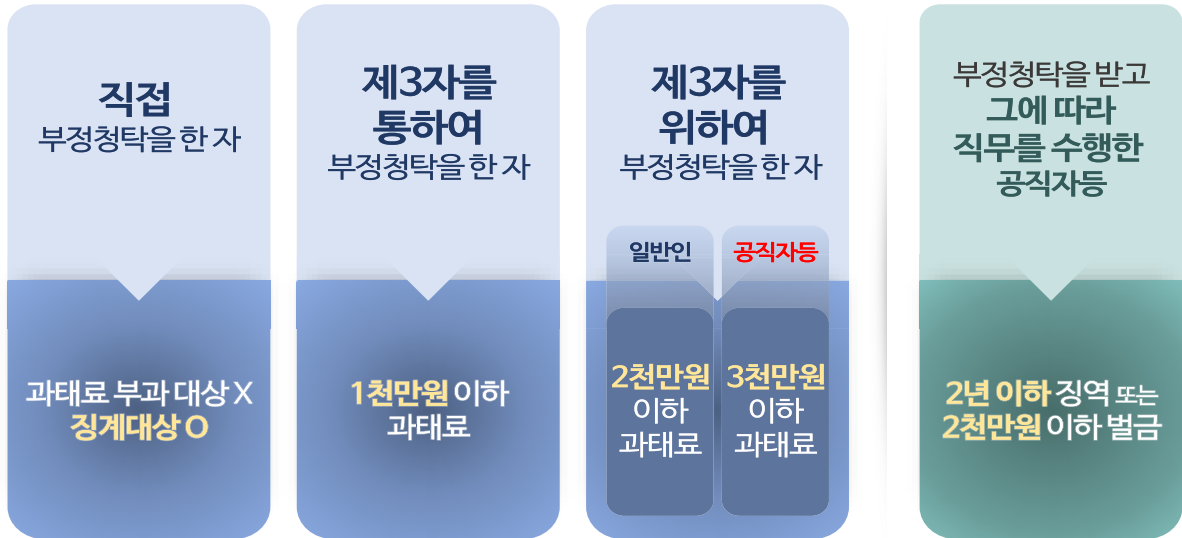 직접
부정청탁을 한 자
과태료 부과 대상 X
징계대상 O
제3자를
통하여
부정청탁을 한 자
1천만원 이하
과태료
제3자를
위하여
부정청탁을 한 자
일반인
2천만원
이하
과태료
공직자등
3천만원
이하
과태료
부정청탁을 받고
그에 따라
직무를 수행한
공직자등
2년 이하 징역 또는
2천만원 이하 벌금